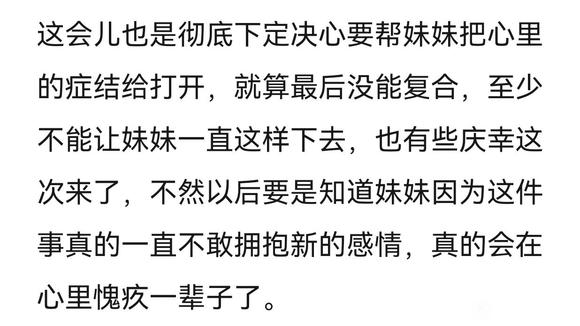 这会儿也是彻底下定决心要帮妹妹把心里
的症结给打开，就算最后没能复合，至少
不能让妹妹一直这样下去，也有些庆幸这
次来了，不然以后要是知道妹妹因为这件
事真的一直不敢拥抱新的感情，真的会在
心里愧疚一辈子了。